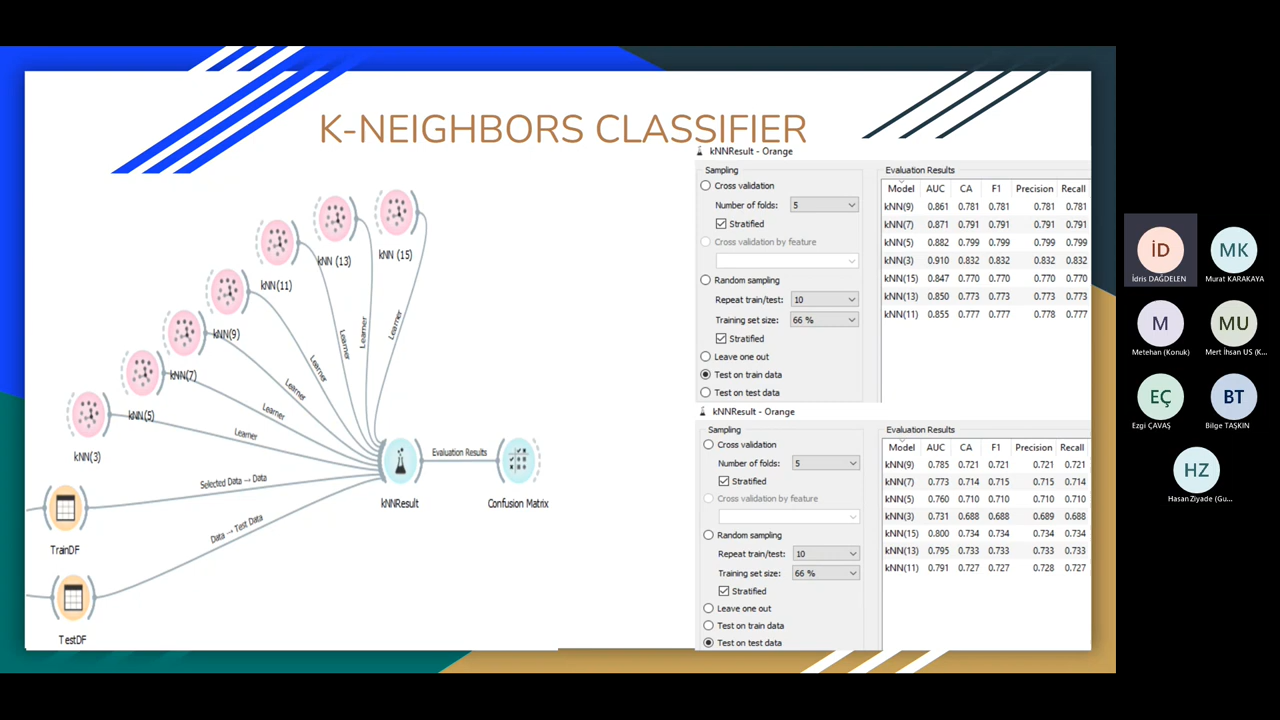 K-NEIGHBORS CLASSIFIER
kNN (15)
kNN (13)
kNN(11)
kNN(9)
kNN(7)
kNN(5)
kNN(3)
Learner
Learner
Learner
Learner
Learner
Learner
Learner
Selected Data → Data
Data → Test Data
TrainDF
TestDF
kNNResult
Evaluation Results
Confusion Matrix
kNNResult - Orange
Sampling
Cross validation
Number of folds: 5
Stratified
Cross validation by feature
Random sampling
Repeat train/test: 10
Training set size: 66 %
Stratified
Leave one out
Test on train data
Test on test data
Evaluation Results
Model AUC CA F1 Precision Recall
kNN(9) 0.861 0.781 0.781 0.781 0.781
kNN(7) 0.871 0.791 0.791 0.791 0.791
kNN(5) 0.882 0.799 0.799 0.799 0.799
kNN(3) 0.910 0.832 0.832 0.832 0.832
kNN(15) 0.847 0.770 0.770 0.770 0.770
kNN(13) 0.850 0.773 0.773 0.773 0.773
kNN(11) 0.855 0.777 0.777 0.778 0.777
kNNResult - Orange
Sampling
Cross validation
Number of folds: 5
Stratified
Cross validation by feature
Random sampling
Repeat train/test: 10
Training set size: 66 %
Stratified
Leave one out
Test on train data
Test on test data
Evaluation Results
Model AUC CA F1 Precision Recall
kNN(9) 0.785 0.721 0.721 0.721 0.721
kNN(7) 0.773 0.714 0.715 0.715 0.714
kNN(5) 0.760 0.710 0.710 0.710 0.710
kNN(3) 0.731 0.688 0.688 0.689 0.688
kNN(15) 0.800 0.733 0.734 0.734 0.734
kNN(13) 0.795 0.733 0.733 0.733 0.733
kNN(11) 0.791 0.727 0.727 0.728 0.727
İD
İdris DAĞDELEN
MK
Murat KARAKAYA
M
Metehan (Konuk)
MU
Mert İhsan US (K...
EÇ
Ezgi ÇAVAŞ
BT
Bilge TAŞKIN
HZ
Hasan Ziyade (Gu...